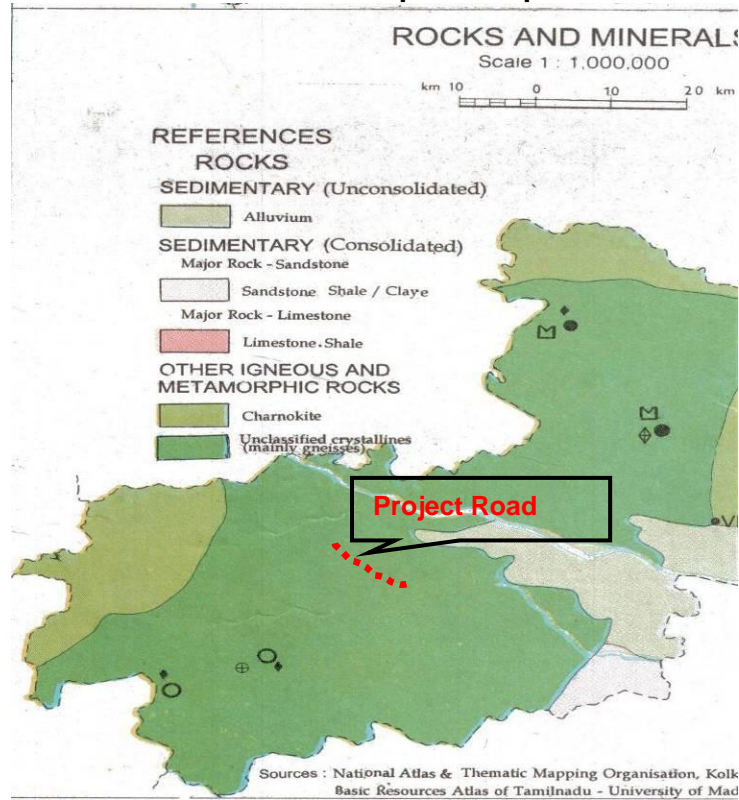 ROCKS AND MINERALS
Scale 1 : 1,000,000
km 10 0 10 20 km
REFERENCES
ROCKS
SEDIMENTARY (Unconsolidated)
Alluvium
SEDIMENTARY (Consolidated)
Major Rock - Sandstone
Sandstone Shale / Claye
Major Rock - Limestone
Limestone.Shale
OTHER IGNEOUS AND
METAMORPHIC ROCKS
Charnokite
Unclassified crystallines
(mainly gneisses)
Project Road
Sources : National Atlas & Thematic Mapping Organisation, Kolk
Basic Resources Atlas of Tamilnadu - University of Mad